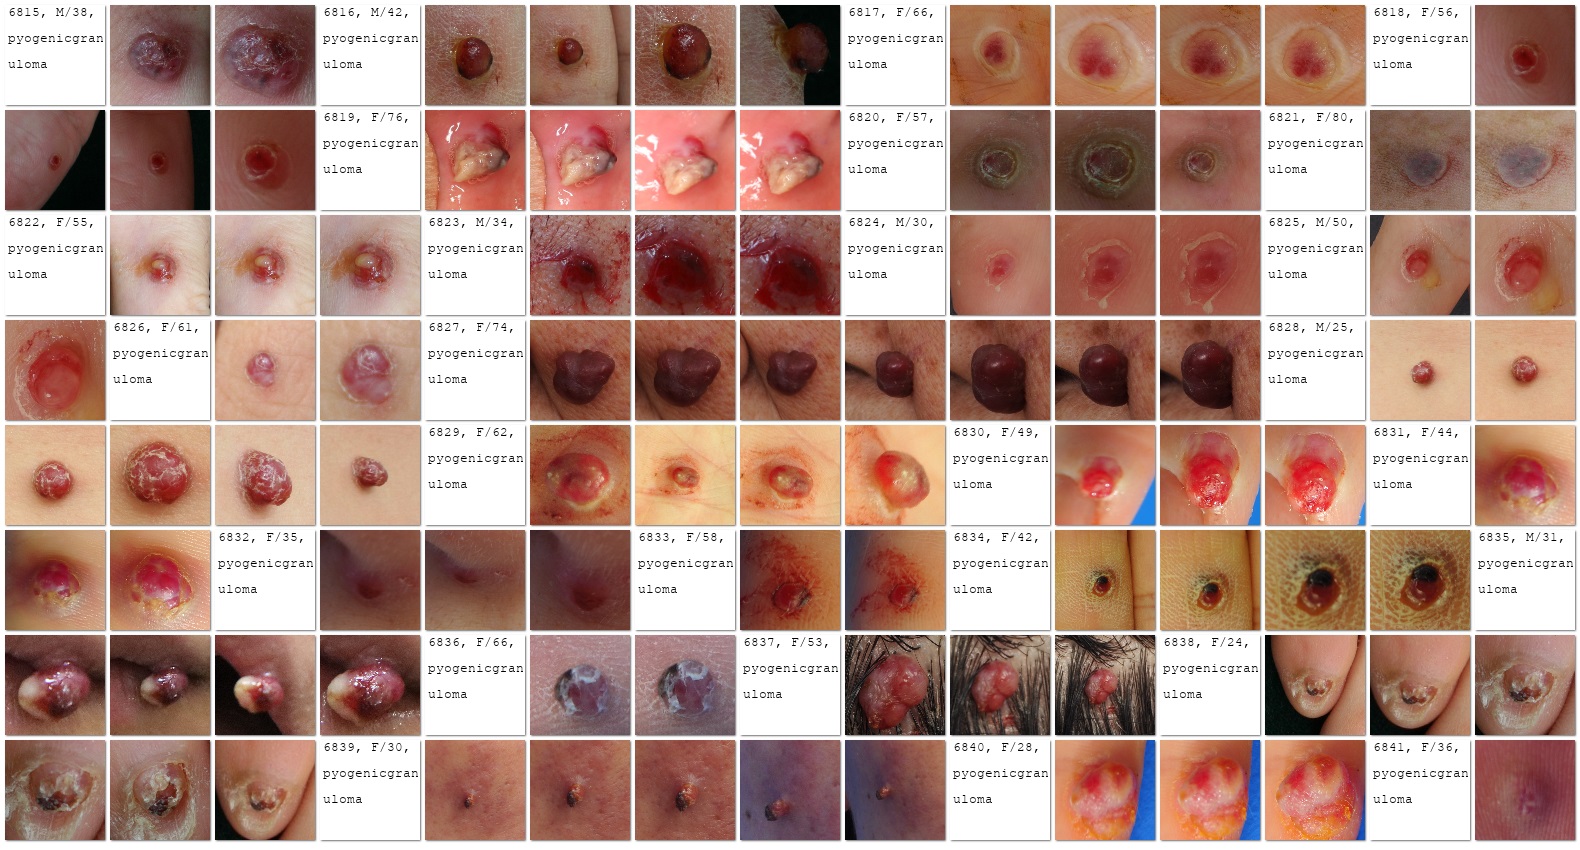 6815, M/38,
pyogenicgran
uloma
6816, M/42,
pyogenicgran
uloma
6817, F/66,
pyogenicgran
uloma
6818, F/56,
pyogenicgran
uloma
6819, F/76,
pyogenicgran
uloma
6820, F/57,
pyogenicgran
uloma
6821, F/80,
pyogenicgran
uloma
6822, F/55,
pyogenicgran
uloma
6823, M/34,
pyogenicgran
uloma
6824, M/30,
pyogenicgran
uloma
6825, M/50,
pyogenicgran
uloma
6826, F/61,
pyogenicgran
uloma
6827, F/74,
pyogenicgran
uloma
6828, M/25,
pyogenicgran
uloma
6829, F/62,
pyogenicgran
uloma
6830, F/49,
pyogenicgran
uloma
6831, F/44,
pyogenicgran
uloma
6832, F/35,
pyogenicgran
uloma
6833, F/58,
pyogenicgran
uloma
6834, F/42,
pyogenicgran
uloma
6835, M/31,
pyogenicgran
uloma
6836, F/66,
pyogenicgran
uloma
6837, F/53,
pyogenicgran
uloma
6838, F/24,
pyogenicgran
uloma
6839, F/30,
pyogenicgran
uloma
6840, F/28,
pyogenicgran
uloma
6841, F/36,
pyogenicgran
uloma